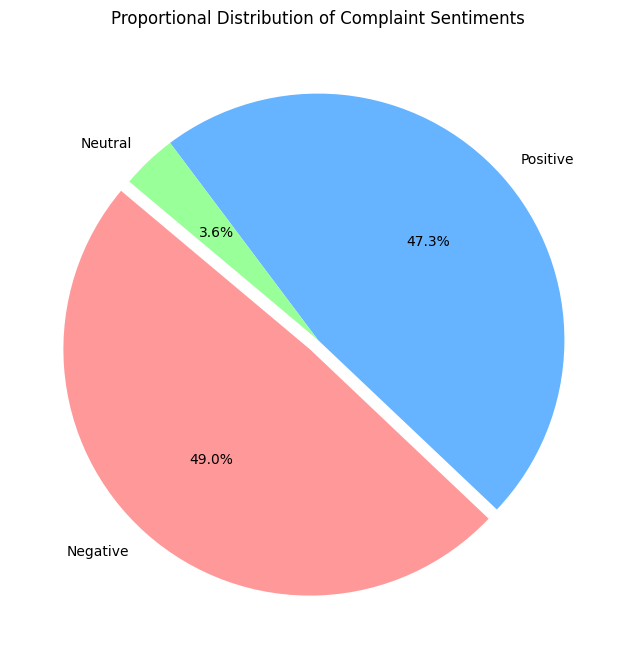 Proportional Distribution of Complaint Sentiments
Neutral
Positive
3.6%
47.3%
49.0%
Negative